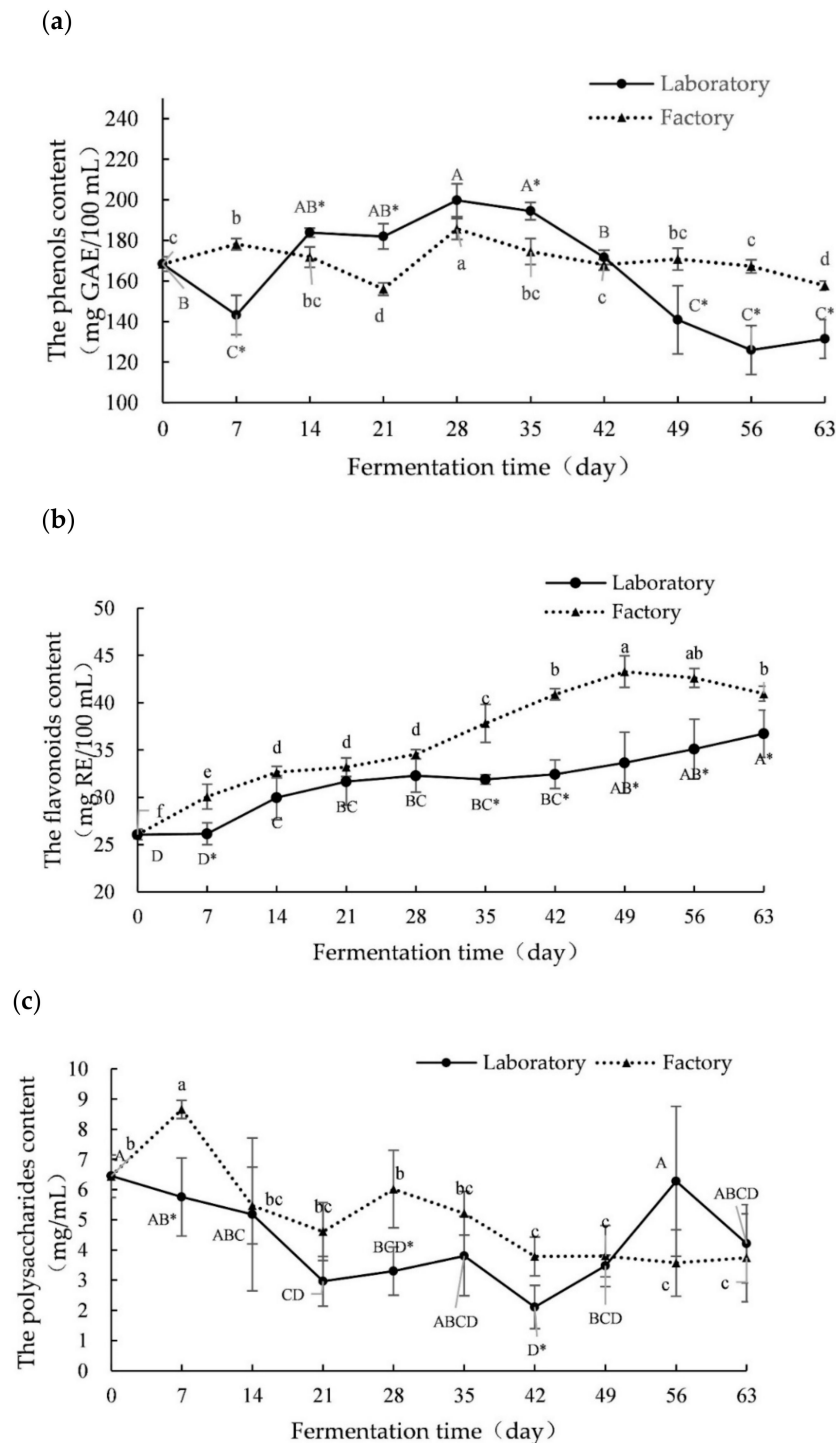 (a)
Laboratory
Factory
The phenols content
（mg GAE/100 mL）
240
220
200
180
160
140
120
100
c
B
b
C*
AB*
bc
AB*
d
A
a
A*
bc
B
c
bc
C*
c
C*
d
C*
0 7 14 21 28 35 42 49 56 63
Fermentation time（day）
(b)
Laboratory
Factory
The flavonoids content
（mg RE/100 mL）
50
45
40
35
30
25
20
f
D
e
D*
d
C
d
BC
d
BC
c
BC*
b
BC*
a
AB*
ab
AB*
b
A*
0 7 14 21 28 35 42 49 56 63
Fermentation time（day）
(c)
Laboratory Factory
The polysaccharides content
（mg/mL）
10
9
8
7
6
5
4
3
2
1
0
A
b
a
AB*
bc
ABC
bc
CD
b
BCD*
bc
ABCD
c
D*
c
BCD
A
c
ABCD
c
0 7 14 21 28 35 42 49 56 63
Fermentation time（day）